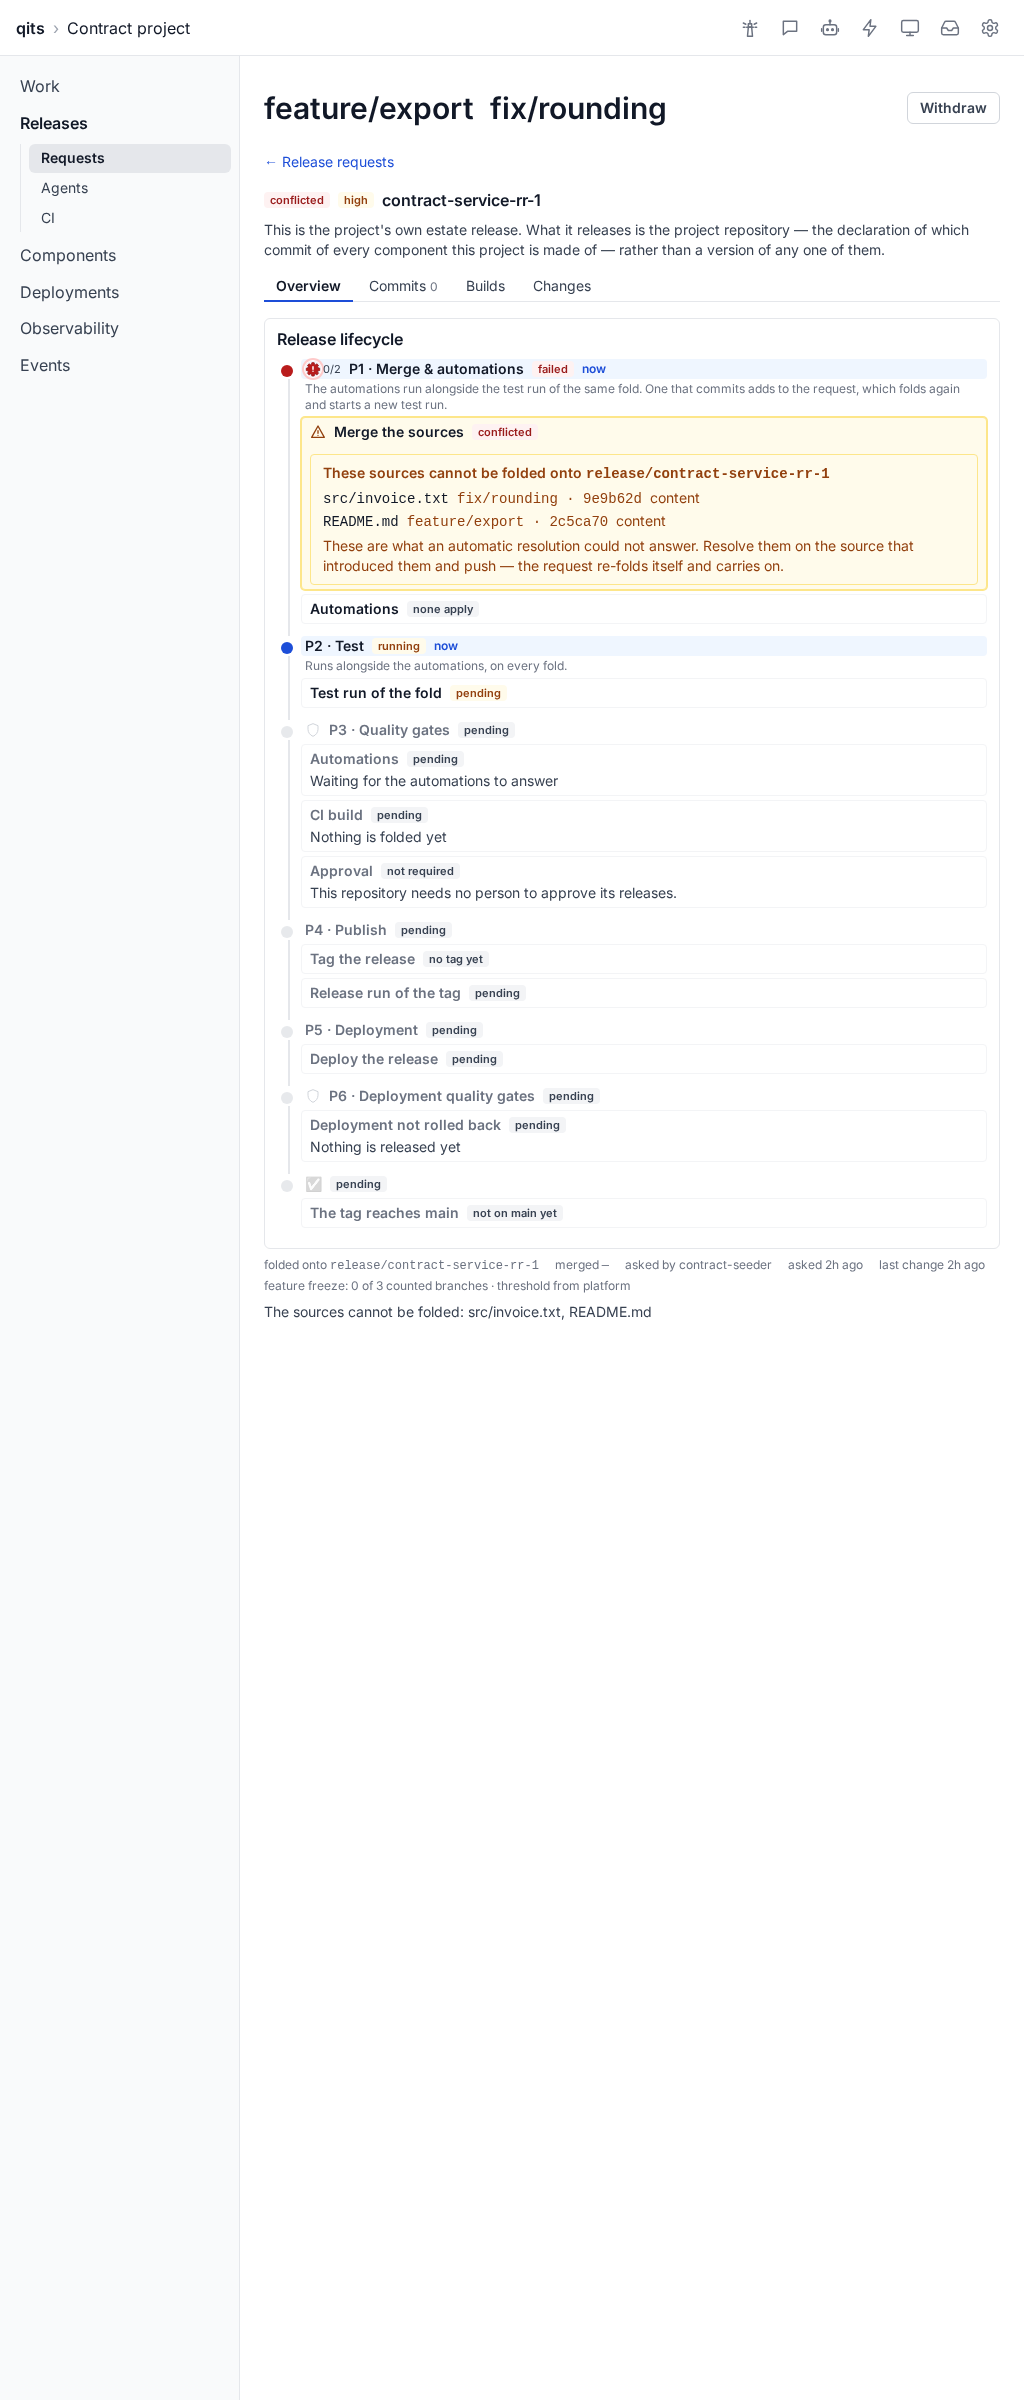 qits › Contract project
Work
Releases
Requests
Agents
CI
Components
Deployments
Observability
Events
feature/export fix/rounding
Withdraw
← Release requests
conflicted high contract-service-rr-1
This is the project's own estate release. What it releases is the project repository — the declaration of which
commit of every component this project is made of — rather than a version of any one of them.
Overview Commits 0 Builds Changes
Release lifecycle
0/2 P1 · Merge & automations failed now
The automations run alongside the test run of the same fold. One that commits adds to the request, which folds again
and starts a new test run.
Merge the sources conflicted
These sources cannot be folded onto release/contract-service-rr-1
src/invoice.txt fix/rounding · 9e9b62d content
README.md feature/export · 2c5ca70 content
These are what an automatic resolution could not answer. Resolve them on the source that
introduced them and push — the request re-folds itself and carries on.
Automations none apply
P2 · Test running now
Runs alongside the automations, on every fold.
Test run of the fold pending
P3 · Quality gates pending
Automations pending
Waiting for the automations to answer
CI build pending
Nothing is folded yet
Approval not required
This repository needs no person to approve its releases.
P4 · Publish pending
Tag the release no tag yet
Release run of the tag pending
P5 · Deployment pending
Deploy the release pending
P6 · Deployment quality gates pending
Deployment not rolled back pending
Nothing is released yet
✅ pending
The tag reaches main not on main yet
folded onto release/contract-service-rr-1 merged — asked by contract-seeder asked 2h ago last change 2h ago
feature freeze: 0 of 3 counted branches · threshold from platform
The sources cannot be folded: src/invoice.txt, README.md